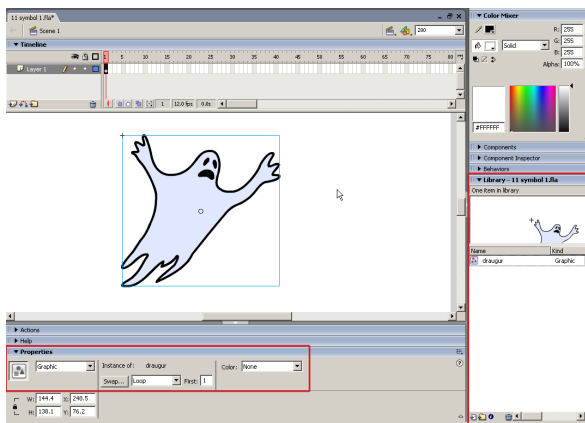 11 symbol 1.fla*
Scene 1
200
Timeline
1 5 10 15 20 25 30 35 40 45 50 55 60 65 70 75 80
Layer 1
1 12.0 fps 0.0s
Actions
Help
Properties
Graphic
Instance of: draugur
Color: None
Swap... Loop First: 1
W: 144.4 X: 248.5
H: 138.1 Y: 76.2
Color Mixer
R: 255
Solid G: 255
B: 255
Alpha: 100%
#FFFFFF
Components
Component Inspector
Behaviors
Library - 11 symbol 1.fla
One item in library
Name Kind
draugur Graphic